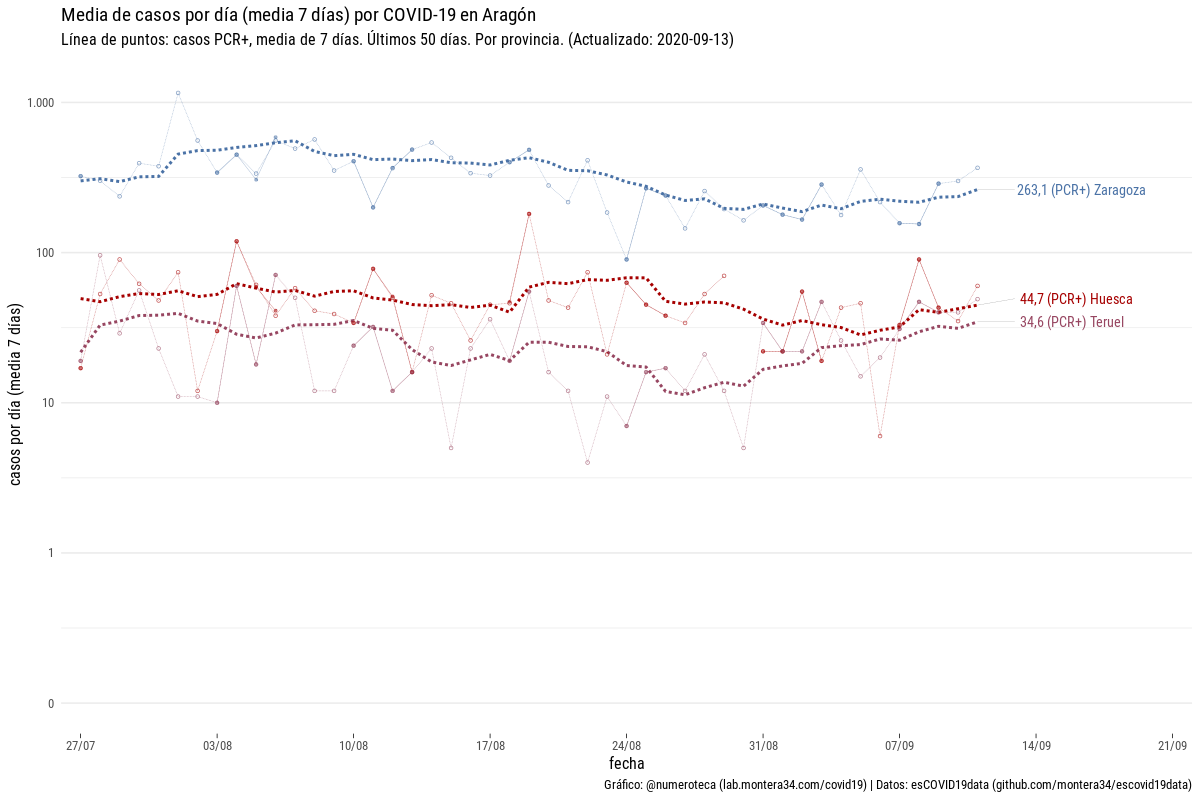 Media de casos por día (media 7 días) por COVID-19 en Aragón
Línea de puntos: casos PCR+, media de 7 días. Últimos 50 días. Por provincia. (Actualizado: 2020-09-13)
casos por día (media 7 días)
1.000
100
10
1
0
263,1 (PCR+) Zaragoza
44,7 (PCR+) Huesca
34,6 (PCR+) Teruel
27/07
03/08
10/08
17/08
24/08
31/08
07/09
14/09
21/09
fecha
Gráfico: @numeroteca (lab.montera34.com/covid19) | Datos: esCOVID19data (github.com/montera34/escovid19data)